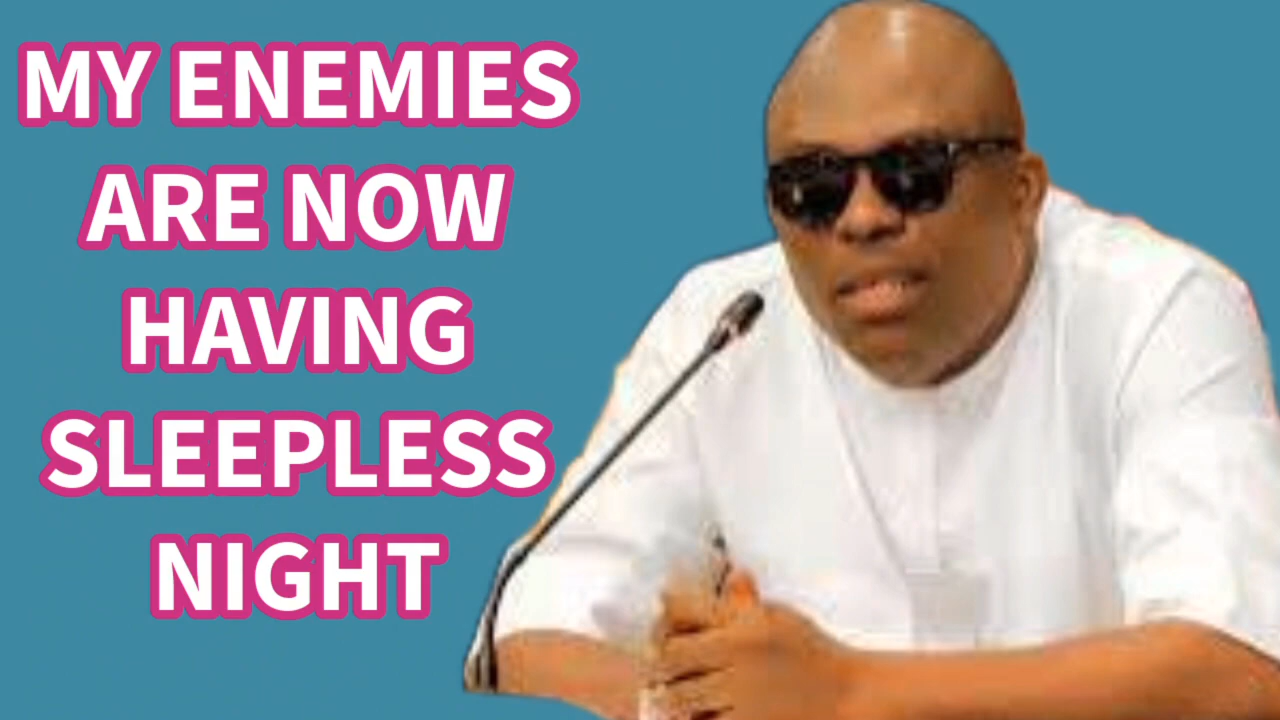 MY ENEMIES
ARE NOW
HAVING
SLEEPLESS
NIGHT